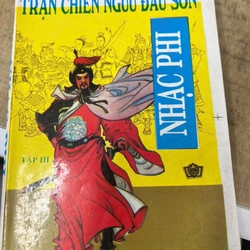 TRẬN CHIẾN NGƯU ĐẦU SƠN
NHẠC PHI
TẬP III